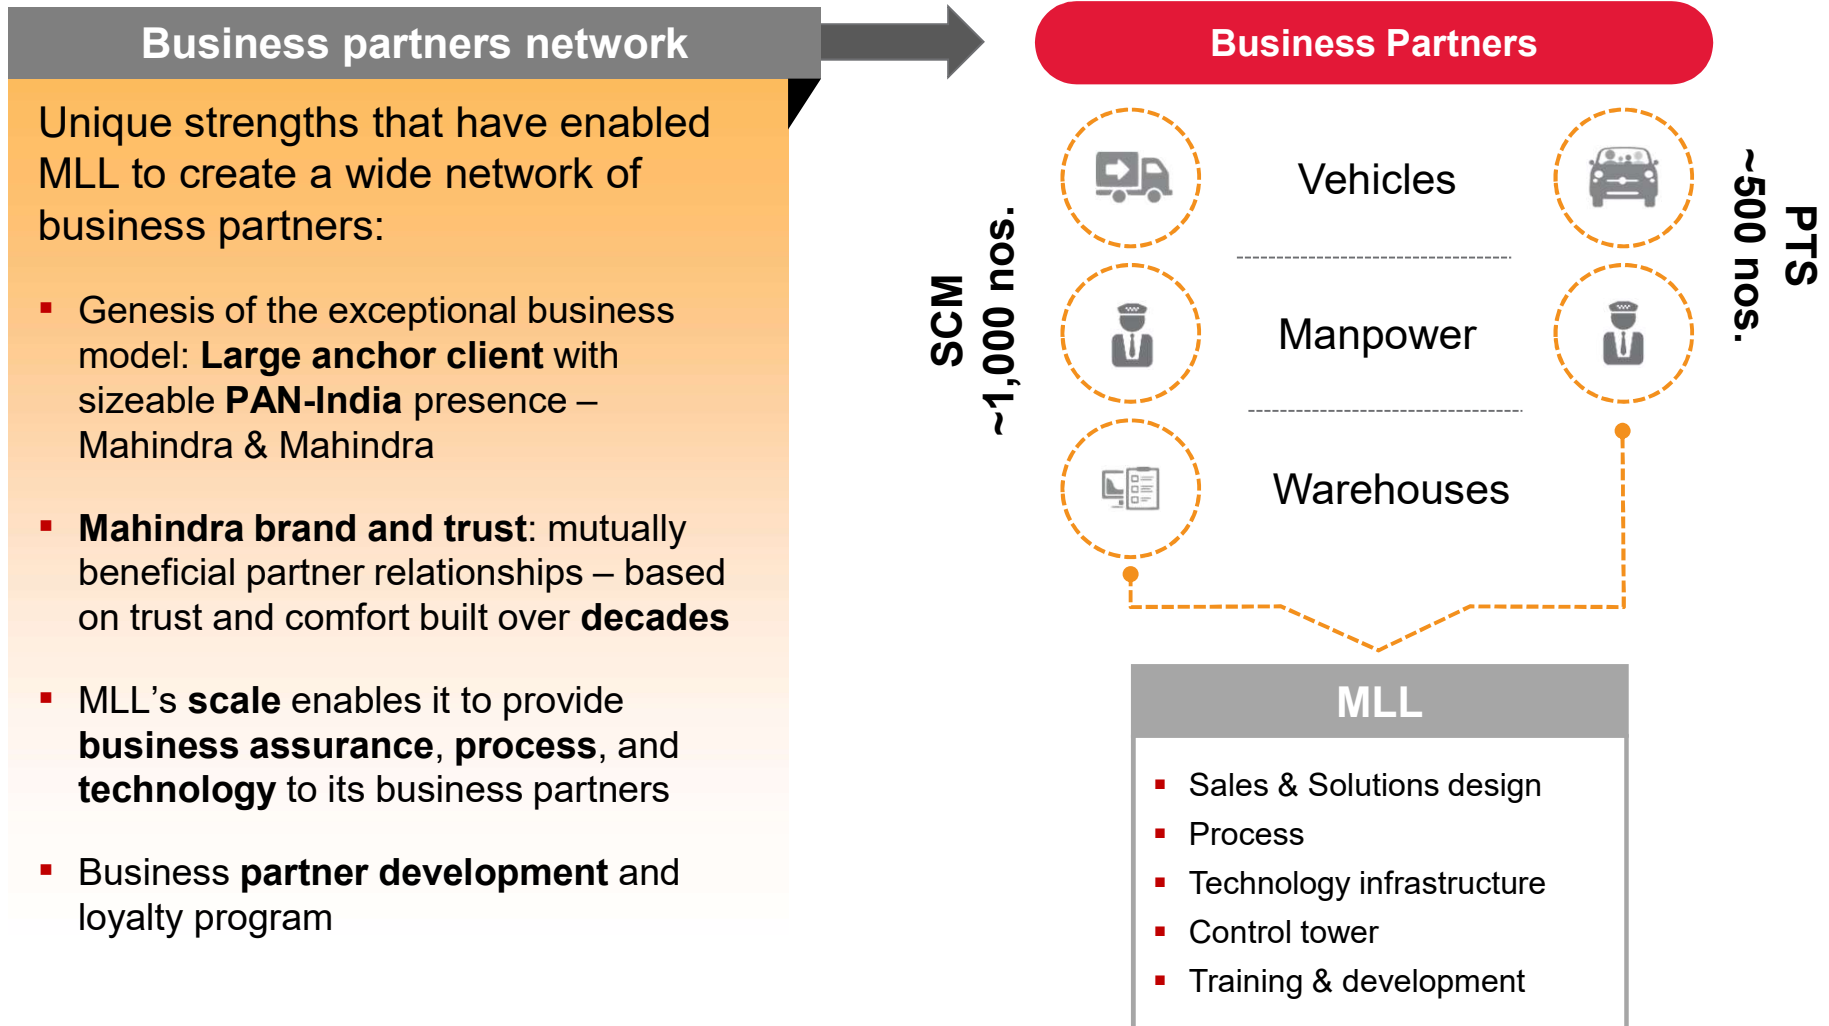 Business partners network
Unique strengths that have enabled
MLL to create a wide network of
business partners:
▪ Genesis of the exceptional business
model: Large anchor client with
sizeable PAN-India presence –
Mahindra & Mahindra
▪ Mahindra brand and trust: mutually
beneficial partner relationships – based
on trust and comfort built over decades
▪ MLL’s scale enables it to provide
business assurance, process, and
technology to its business partners
▪ Business partner development and
loyalty program
Business Partners
SCM
~1,000 nos.
Vehicles
Manpower
Warehouses
PTS
~500 nos.
MLL
▪ Sales & Solutions design
▪ Process
▪ Technology infrastructure
▪ Control tower
▪ Training & development